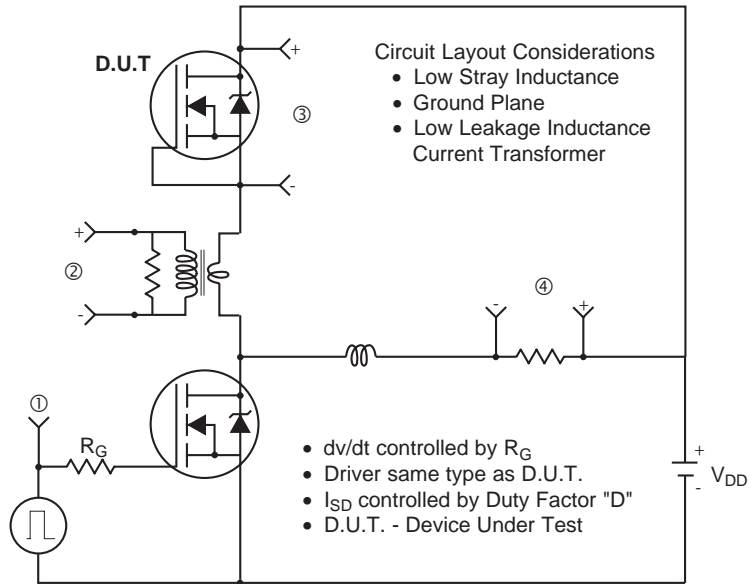 D.U.T
+
Circuit Layout Considerations
• Low Stray Inductance
• Ground Plane
• Low Leakage Inductance
Current Transformer
③
-
+
②
-
④
-
+
①
RG
• dv/dt controlled by RG
• Driver same type as D.U.T.
• ISD controlled by Duty Factor "D"
• D.U.T. - Device Under Test
+
VDD
-